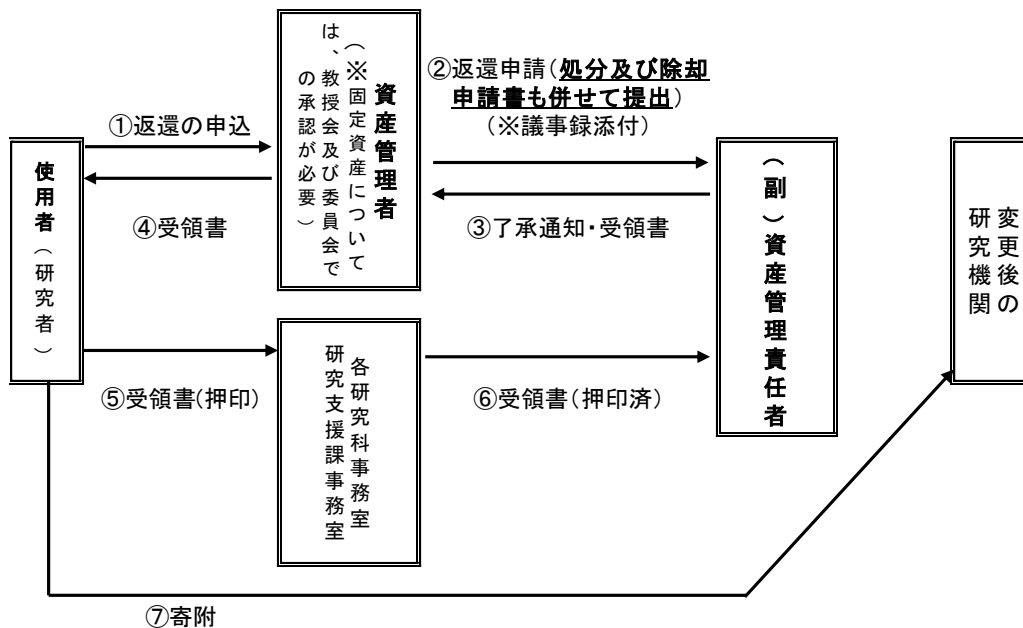 使用者（研究者）
①返還の申込
④受領書
資産管理者
（※固定資産について
は、教授会及び委員会で
の承認が必要）
②返還申請（処分及び除却
申請書も併せて提出）
（※議事録添付）
③了承通知・受領書
（副）資産管理責任者
変更後の
研究機関
⑤受領書(押印)
各研究科事務室
研究支援課事務室
⑥受領書（押印済）
⑦寄附